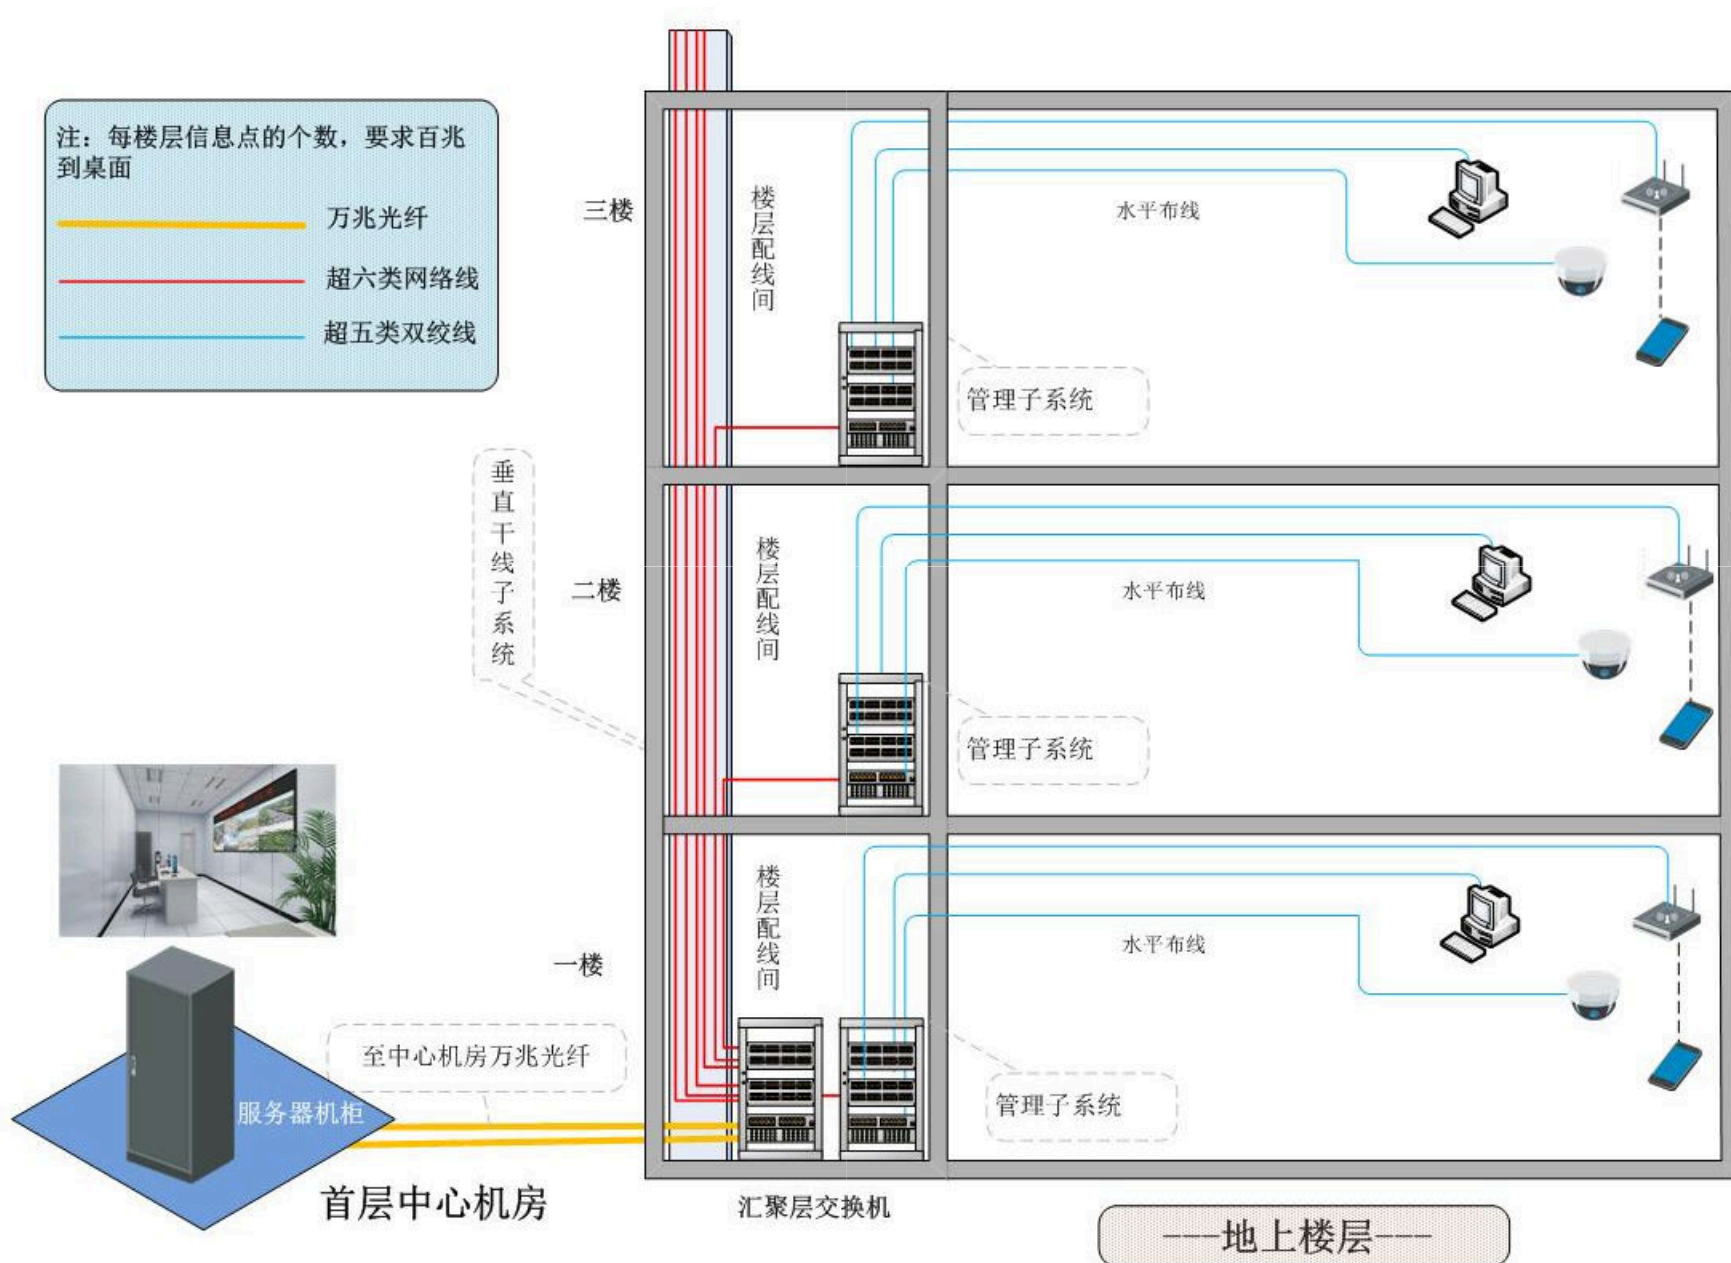 注：每楼层信息点的个数，要求百兆
到桌面
万兆光纤
超六类网络线
超五类双绞线
三楼
楼层配线间
水平布线
管理子系统
垂直干线子系统
二楼
楼层配线间
水平布线
管理子系统
一楼
楼层配线间
水平布线
管理子系统
至中心机房万兆光纤
服务器机柜
首层中心机房
汇聚层交换机
---地上楼层---